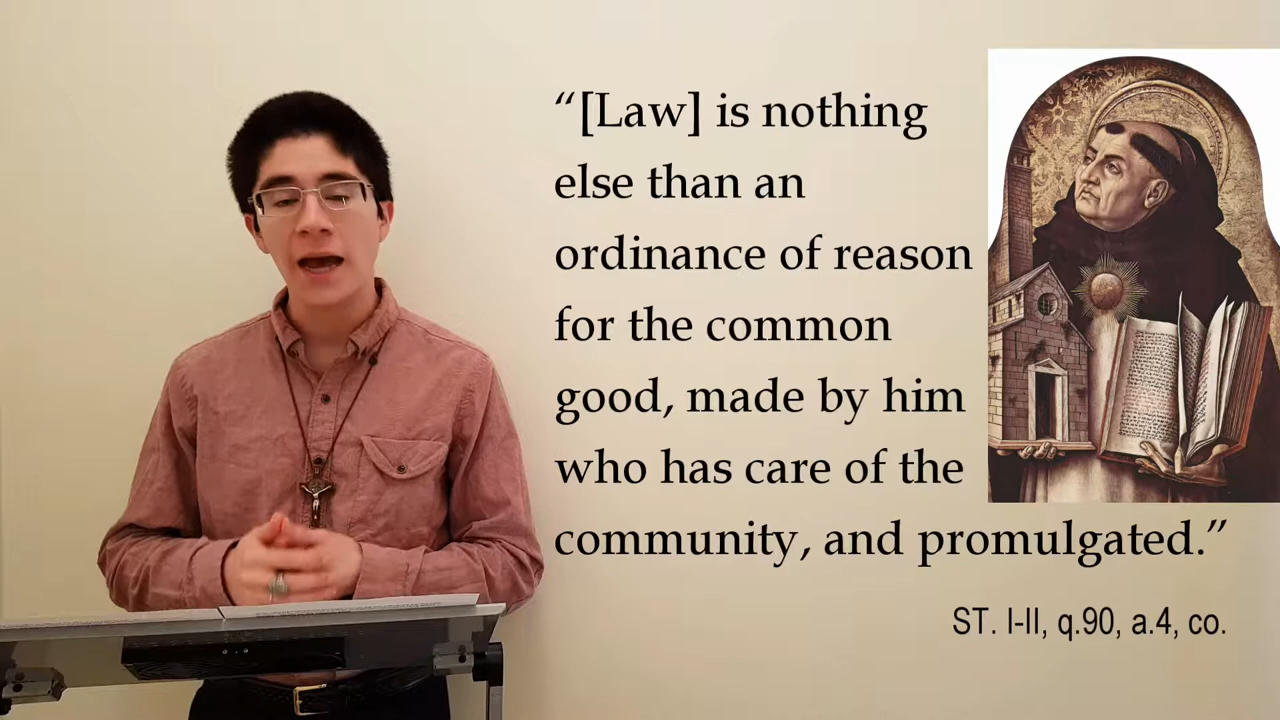 “[Law] is nothing
else than an
ordinance of reason
for the common
good, made by him
who has care of the
community, and promulgated.”
ST. I-II, q.90, a.4, co.